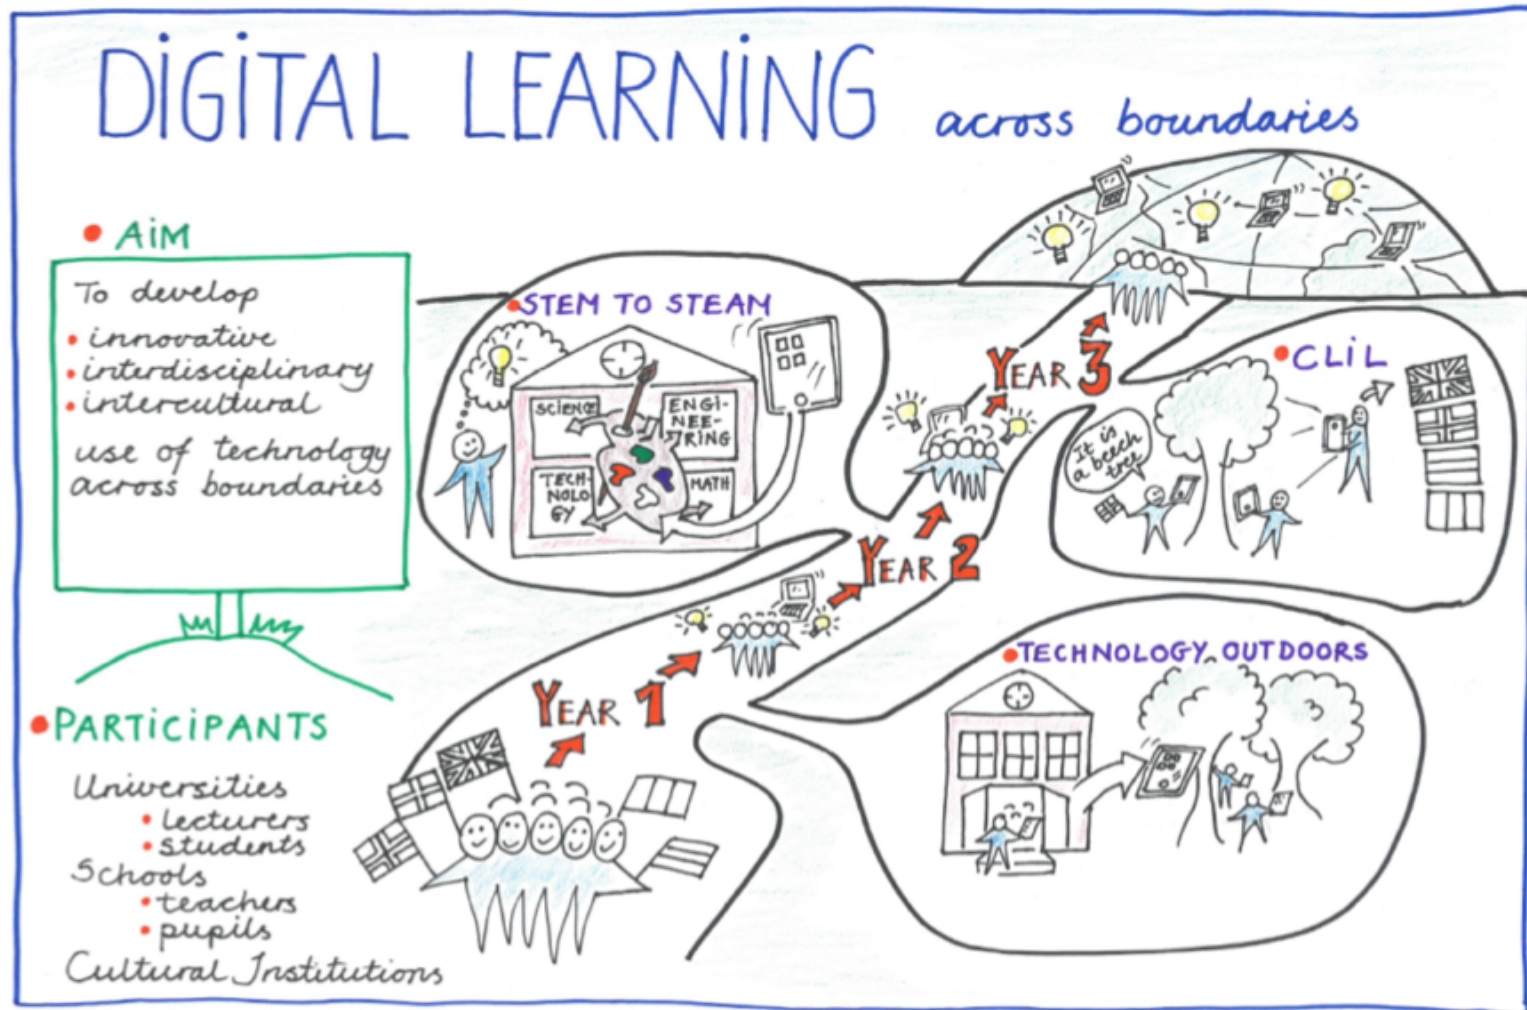 DiGiTAL LEARNiNG across boundaries
AiM
To develop
innovative
interdisciplinary
intercultural
use of technology
across boundaries
PARTiCiPANTS
Universities
lecturers
students
Schools
teachers
pupils
Cultural Institutions
STEM TO STEAM
SCIENCE
ENGI-
NEE-
RING
TECH-
NOLO
GY
MATH
YEAR 1
YEAR 2
YEAR 3
CLiL
It is
a beech
tree
TECHNOLOGY OUTDOORS